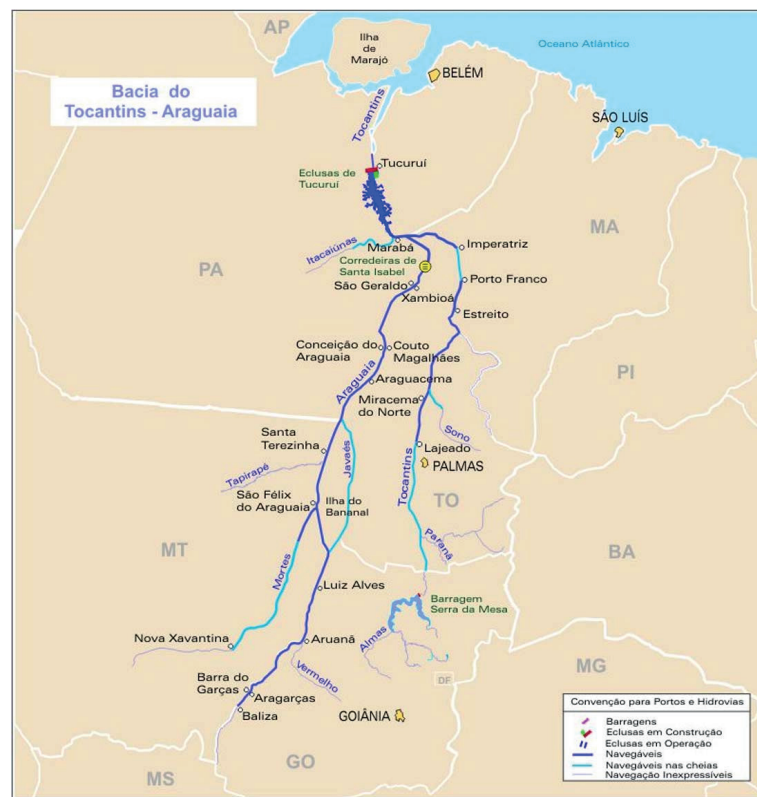 AP
Ilha
de
Marajó
Oceano Atlântico
Bacia do
Tocantins - Araguaia
BELÉM
Tocantins
SÃO LUÍS
Tucuruí
Eclusas de
Tucuruí
MA
Itacaiúnas
Marabá
Imperatriz
PA
Corredeiras de
Santa Isabel
São Geraldo
Xambioá
Porto Franco
Estreito
Conceição do
Araguaia
Couto
Magalhães
PI
Araguaia
Araguacema
Miracema
do Norte
Santa
Terezinha
Javaés
Sono
Lajeado
Tapirapé
PALMAS
Tocantins
TO
São Félix
do Araguaia
Ilha do
Bananal
Paranã
BA
MT
Mortes
Luiz Alves
Barragem
Serra da Mesa
Nova Xavantina
Aruanã
Almas
Vermelho
MG
DF
Barra do
Garças
Aragarças
Baliza
GOIÂNIA
GO
MS
Convenção para Portos e Hidrovias
Barragens
Eclusas em Construção
Eclusas em Operação
Navegáveis
Navegáveis nas cheias
Navegação Inexpressíveis